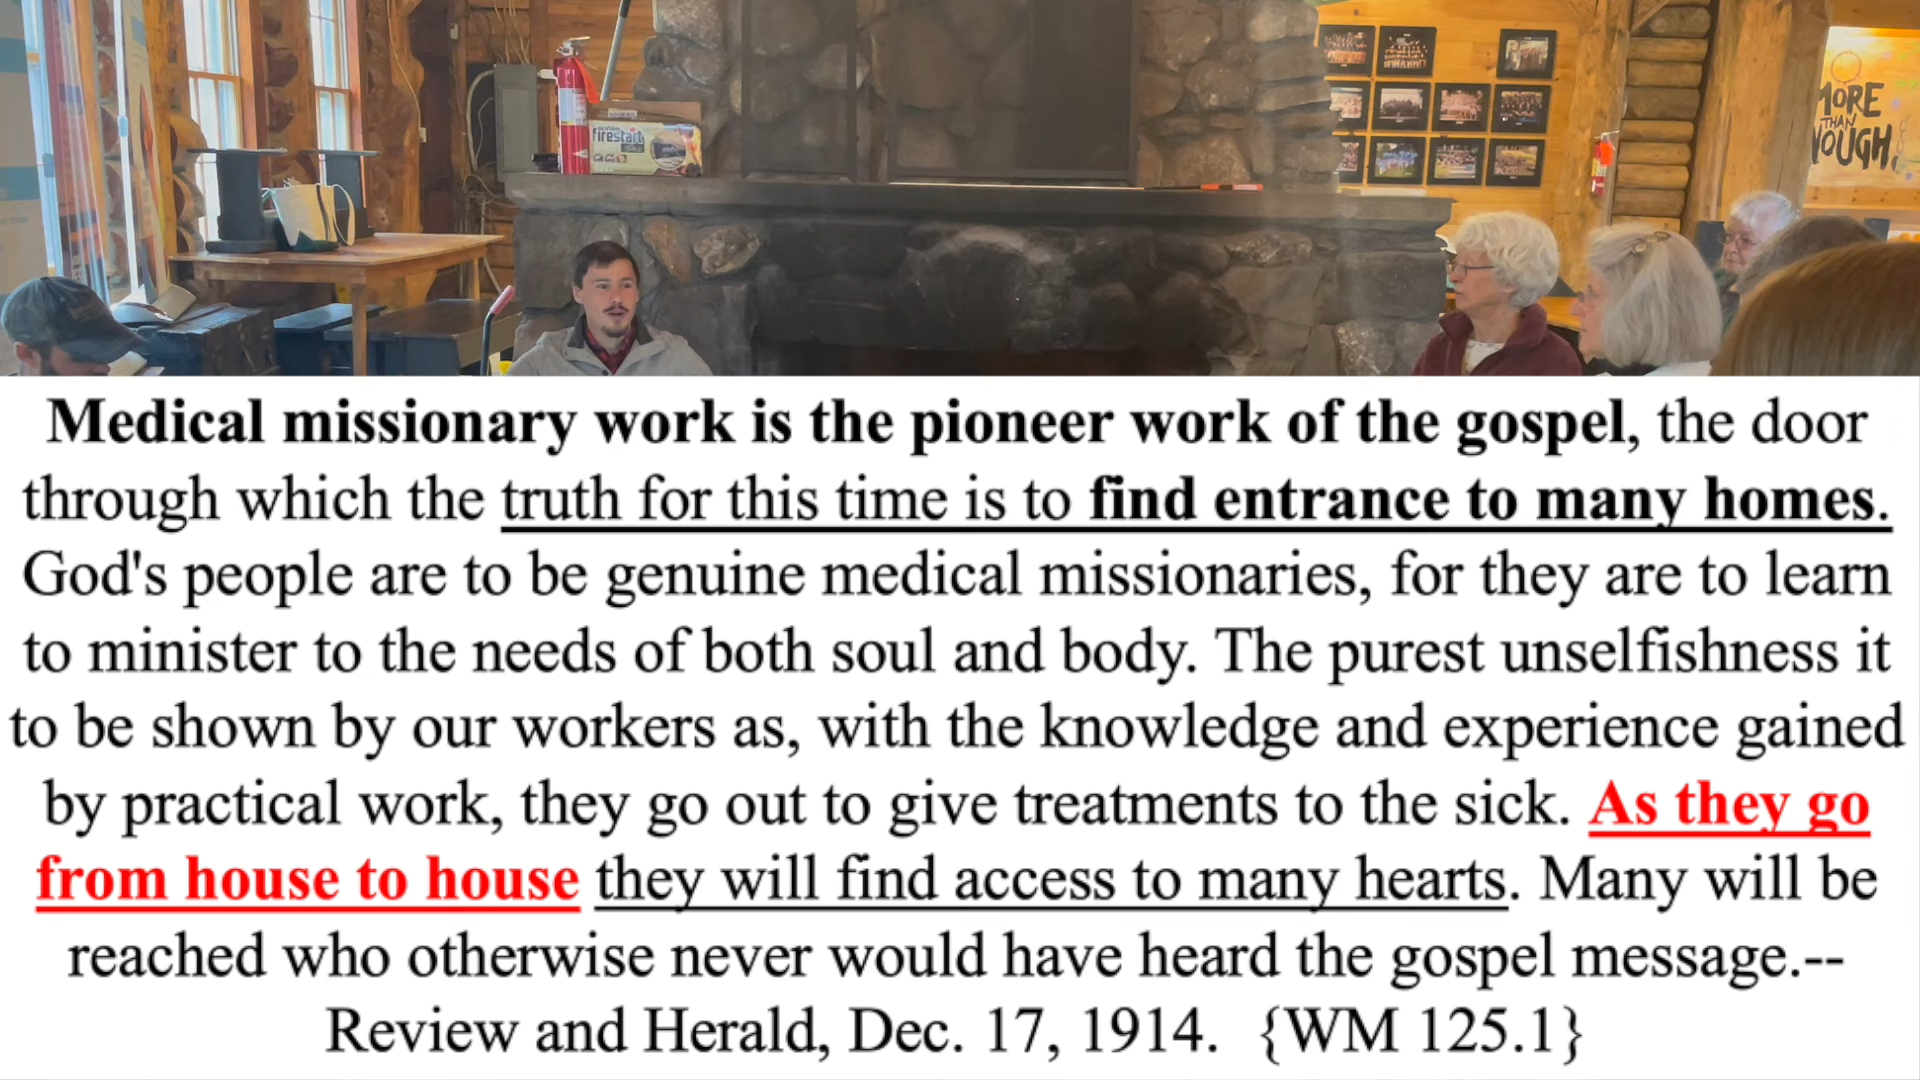 firestart
MORE
THAN
NOUGH.
Medical missionary work is the pioneer work of the gospel, the door
through which the truth for this time is to find entrance to many homes.
God's people are to be genuine medical missionaries, for they are to learn
to minister to the needs of both soul and body. The purest unselfishness it
to be shown by our workers as, with the knowledge and experience gained
by practical work, they go out to give treatments to the sick. As they go
from house to house they will find access to many hearts. Many will be
reached who otherwise never would have heard the gospel message.--
Review and Herald, Dec. 17, 1914. {WM 125.1}